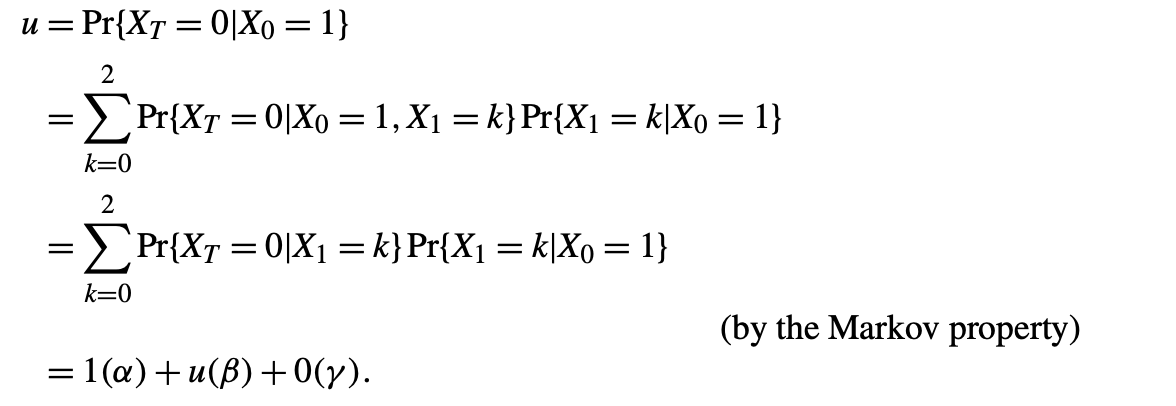 u = Pr{X_T = 0|X_0 = 1}
= \sum_{k=0}^{2} Pr{X_T = 0|X_0 = 1, X_1 = k} Pr{X_1 = k|X_0 = 1}
= \sum_{k=0}^{2} Pr{X_T = 0|X_1 = k} Pr{X_1 = k|X_0 = 1}
(by the Markov property)
= 1(α) + u(β) + 0(γ).